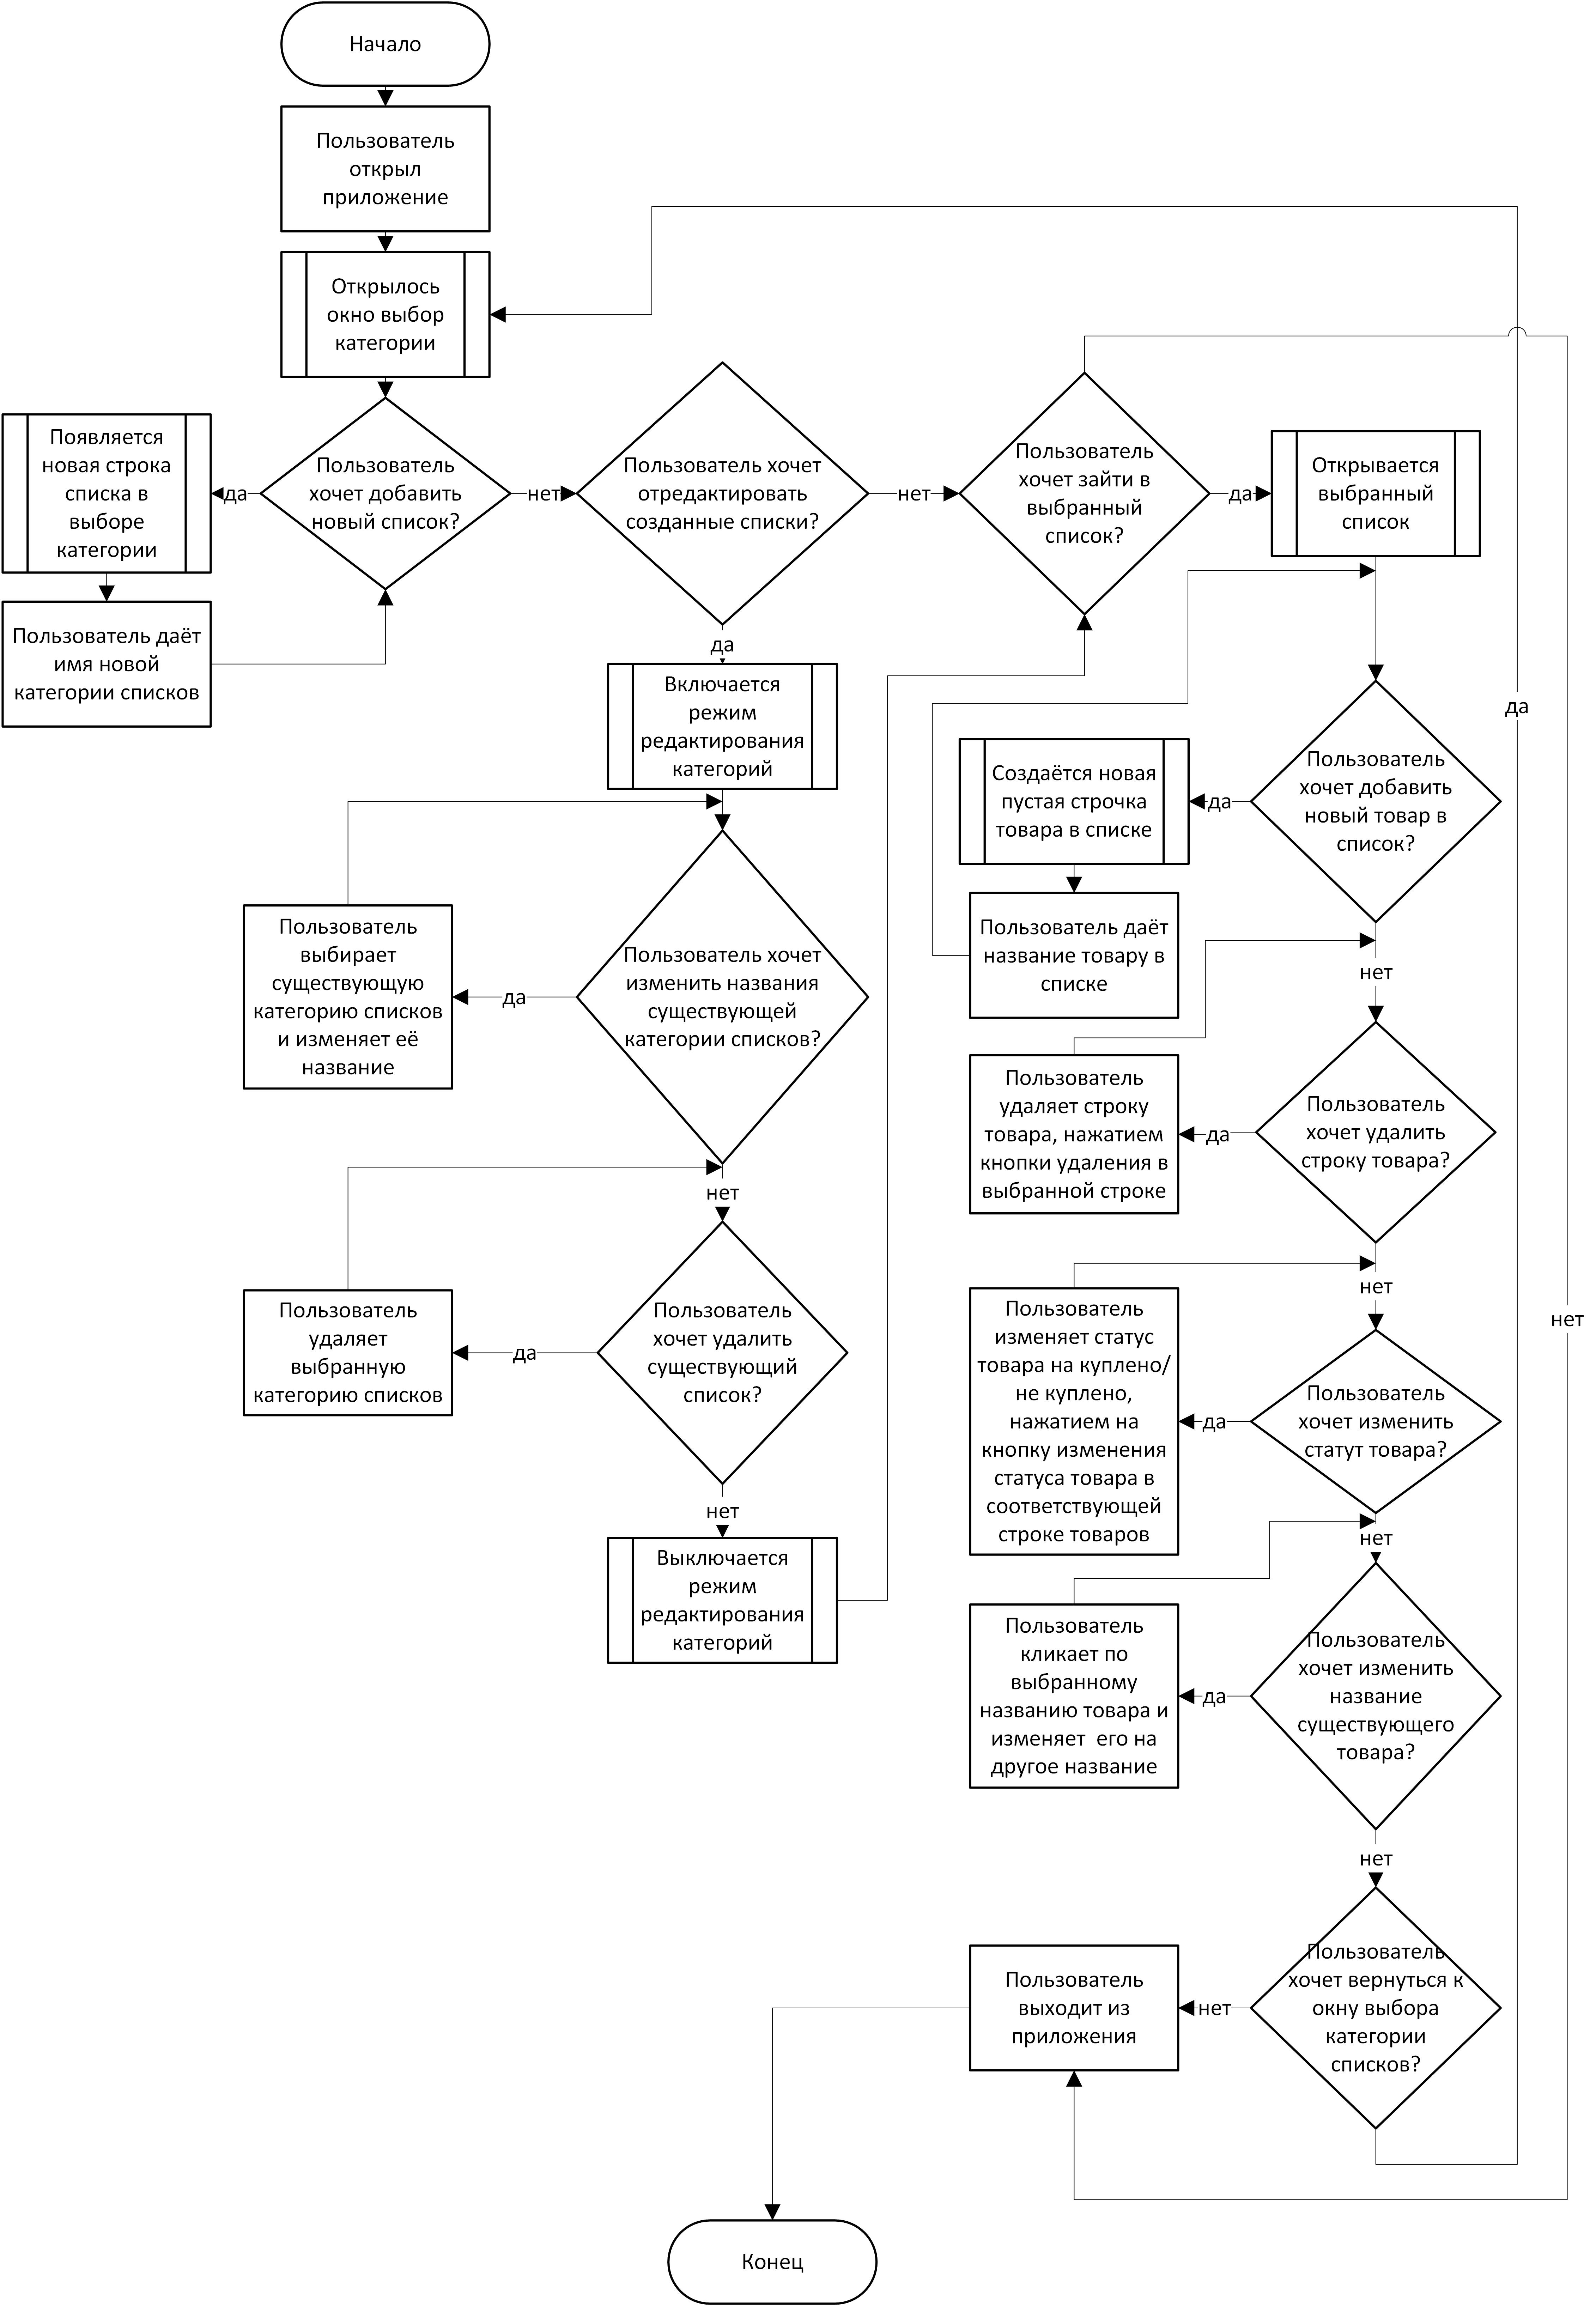 Начало
Пользователь
открыл
приложение
Открылось
окно выбор
категории
Появляется
новая строка
списка в
выборе
категории
да
Пользователь
хочет добавить
новый список?
нет
Пользователь хочет
отредактировать
созданные списки?
нет
Пользователь
хочет зайти в
выбранный
список?
да
Открывается
выбранный
список
Пользователь даёт
имя новой
категории списков
да
Включается
режим
редактирования
категорий
да
Создаётся новая
пустая строчка
товара в списке
да
Пользователь
хочет добавить
новый товар в
список?
Пользователь
выбирает
существующую
категорию списков
и изменяет её
название
да
Пользователь хочет
изменить названия
существующей
категории списков?
Пользователь даёт
название товару в
списке
нет
Пользователь
удаляет строку
товара, нажатием
кнопки удаления в
выбранной строке
да
Пользователь
хочет удалить
строку товара?
нет
нет
Пользователь
удаляет
выбранную
категорию списков
да
Пользователь
хочет удалить
существующий
список?
Пользователь
изменяет статус
товара на куплено/
не куплено,
нажатием на
кнопку изменения
статуса товара в
соответствующей
строке товаров
да
Пользователь
хочет изменить
статут товара?
нет
нет
нет
Выключается
режим
редактирования
категорий
Пользователь
кликает по
выбранному
названию товара и
изменяет  его на
другое название
да
Пользователь
хочет изменить
название
существующего
товара?
нет
Пользователь
выходит из
приложения
нет
Пользователь
хочет вернуться к
окну выбора
категории
списков?
Конец